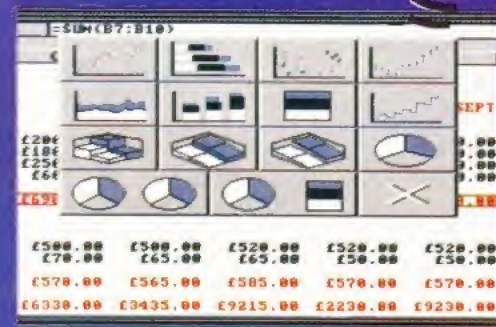 =SUM(B7:B10)
SEPT
£500.00 £500.00 £520.00 £520.00 £520.00
£70.00 £65.00 £65.00 £50.00 £50.00
£570.00 £565.00 £585.00 £570.00 £570.00
£6330.00 £3435.00 £9215.00 £2230.00 £9230.00